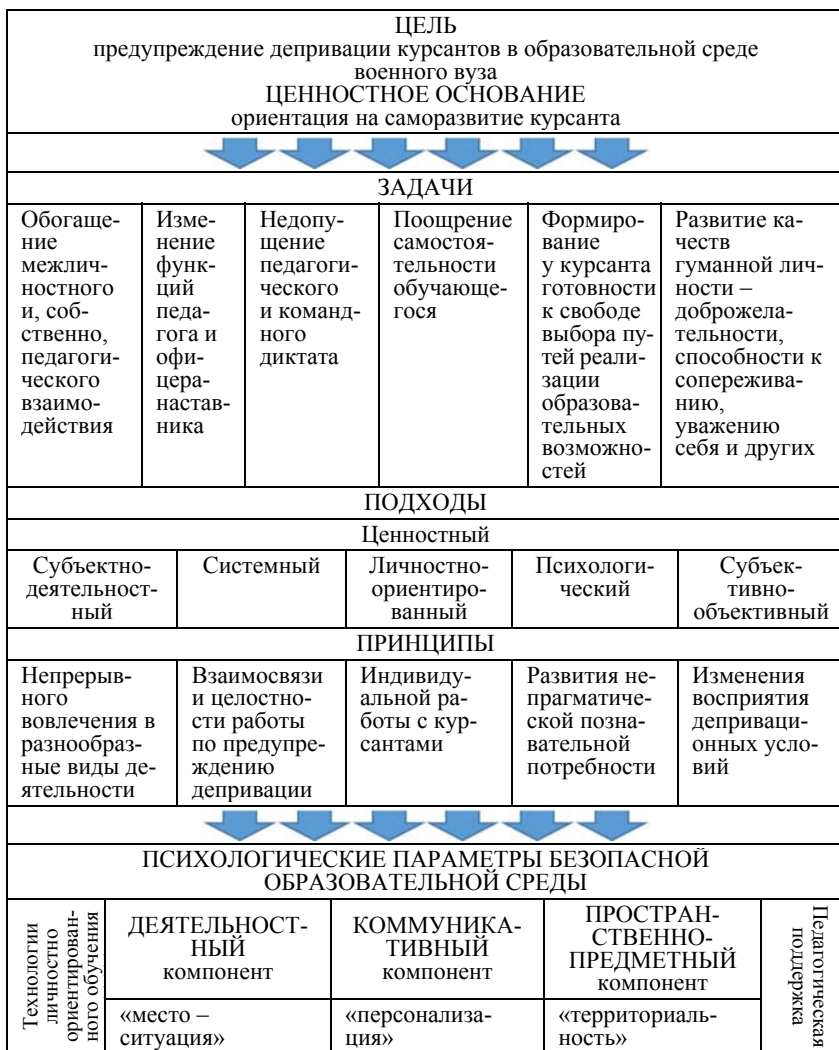 ЦЕЛЬ
предупреждение депривации курсантов в образовательной среде
военного вуза
ЦЕННОСТНОЕ ОСНОВАНИЕ
ориентация на саморазвитие курсанта
ЗАДАЧИ
Обогаще-
ние
межлич-
ностного
и, соб-
ственно,
педагоги-
ческого
взаимо-
действия
Изме-
нение
функ-
ций
педа-
гога и
офи-
цера-
настав-
ника
Недопу-
щение
педагоги-
ческого
и команд-
ного
диктата
Поощрение
самостоя-
тельности
обучающе-
гося
Формиро-
вание
у курсанта
готовности
к свободе
выбора пу-
тей реали-
зации
образова-
тельных
возможно-
стей
Развитие ка-
честв
гуманной лич-
ности –
доброжела-
тельности,
способности к
сопережива-
нию,
уважению
себя и других
ПОДХОДЫ
Ценностный
Субъектно-
деятельност-
ный
Системный
Личностно-
ориентиро-
ванный
Психологи-
ческий
Субъек-
тивно-
объективный
ПРИНЦИПЫ
Непрерыв-
ного
вовлечения в
разнообраз-
ные виды де-
ятельности
Взаимосвязи
и целостно-
сти работы
по предупре-
ждению
депривации
Индивиду-
альной ра-
боты с кур-
сантами
Развития не-
прагматиче-
ской позна-
вательной
потребности
Изменения
восприятия
деприваци-
онных усло-
вий
ПСИХОЛОГИЧЕСКИЕ ПАРАМЕТРЫ БЕЗОПАСНОЙ
ОБРАЗОВАТЕЛЬНОЙ СРЕДЫ
Технологии
личностно
ориентирован-
ного обучения
ДЕЯТЕЛЬНОСТ-
НЫЙ
компонент
«место –
ситуация»
КОММУНИКА-
ТИВНЫЙ
компонент
«персонализа-
ция»
ПРОСТРАН-
СТВЕННО-
ПРЕДМЕТНЫЙ
компонент
«территориаль-
ность»
Педагогическая
поддержка